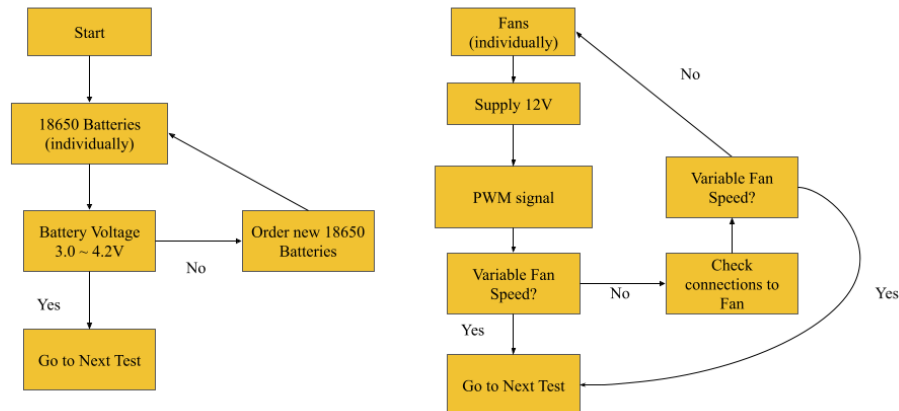 Start
18650 Batteries
(individually)
Battery Voltage
3.0 ~ 4.2V
No
Order new 18650
Batteries
Yes
Go to Next Test
Fans
(individually)
No
Supply 12V
PWM signal
Variable Fan
Speed?
Variable Fan
Speed?
No
Check
connections to
Fan
Yes
Yes
Go to Next Test